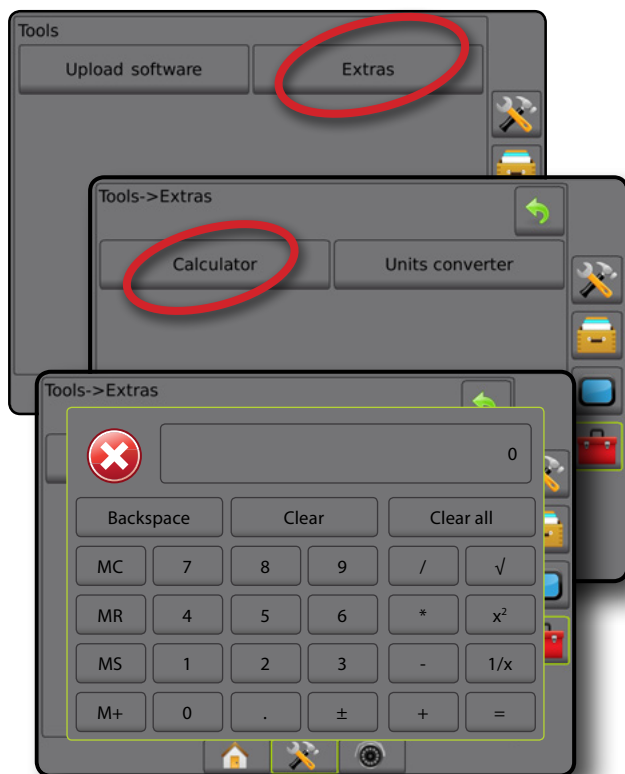 Tools
Upload software Extras
Tools->Extras
Calculator Units converter
Tools->Extras
0
Backspace Clear Clear all
MC 7 8 9 / √
MR 4 5 6 * x²
MS 1 2 3 - 1/x
M+ 0 . ± + =